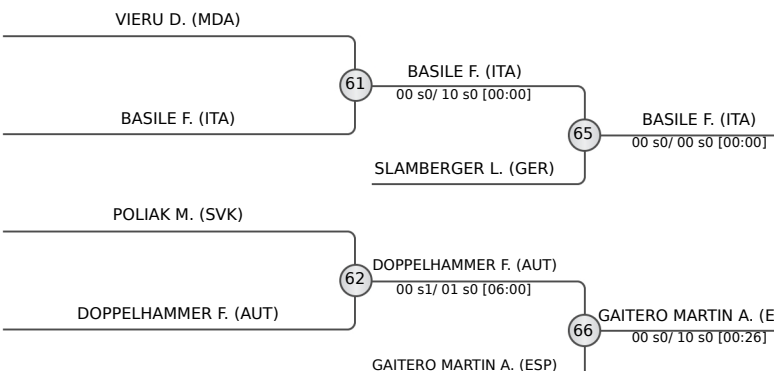 VIERU D. (MDA)
61
BASILE F. (ITA)
00 s0/ 10 s0 [00:00]
BASILE F. (ITA)
65
BASILE F. (ITA)
00 s0/ 00 s0 [00:00]
SLAMBERGER L. (GER)
POLIAK M. (SVK)
62
DOPPELHAMMER F. (AUT)
00 s1/ 01 s0 [06:00]
DOPPELHAMMER F. (AUT)
66
GAITERO MARTIN A. (E
00 s0/ 10 s0 [00:26]
GAITERO MARTIN A. (ESP)